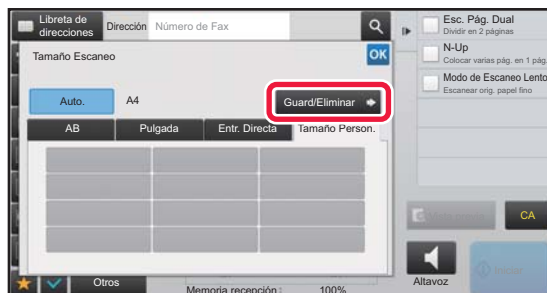 Libreta de
direcciones
Dirección
Número de Fax
Tamaño Escaneo
OK
Auto.
A4
Guard/Eliminar
AB
Pulgada
Entr. Directa
Tamaño Person.
Otros
Memoria recepción :
100%
Esc. Pág. Dual
Dividir en 2 páginas
N-Up
Colocar varias pág. en 1 pág.
Modo de Escaneo Lento
Escanear orig. papel fino
CA
Altavoz
Iniciar